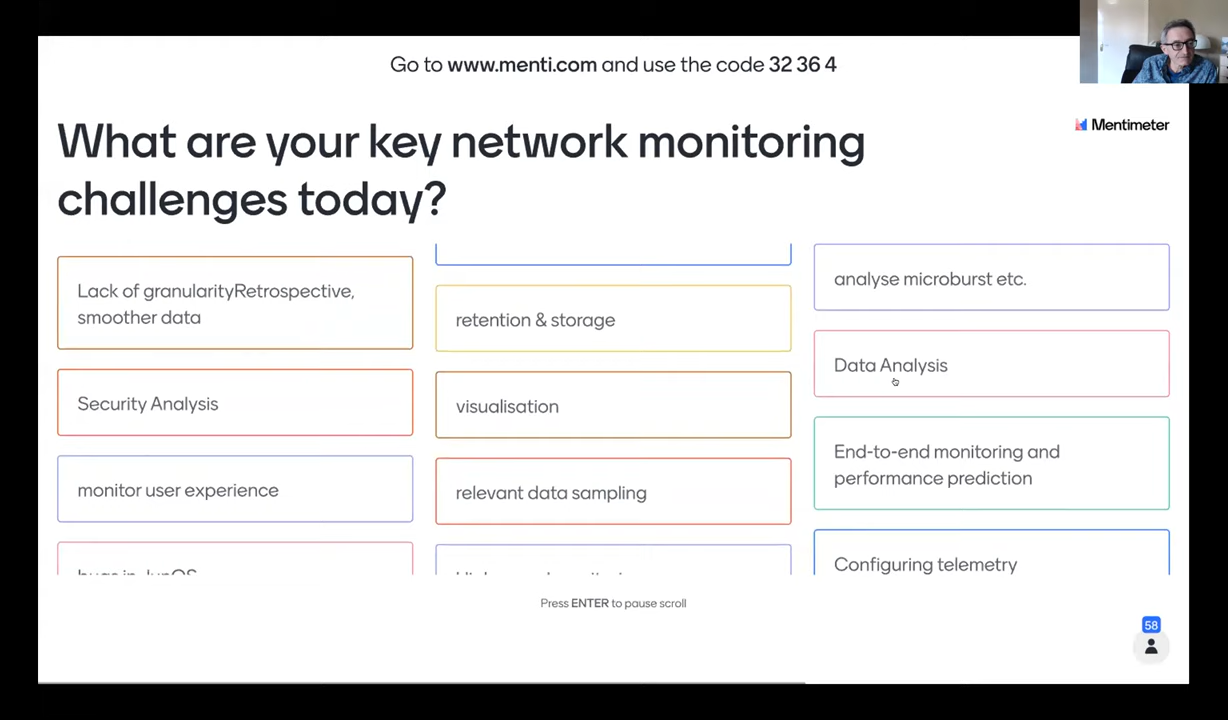 Go to www.menti.com and use the code 32 36 4
Mentimeter
What are your key network monitoring
challenges today?
Lack of granularityRetrospective,
smoother data
Security Analysis
monitor user experience
bugs in JunOS
retention & storage
visualisation
relevant data sampling
analyse microburst etc.
Data Analysis
End-to-end monitoring and
performance prediction
Configuring telemetry
Press ENTER to pause scroll
58